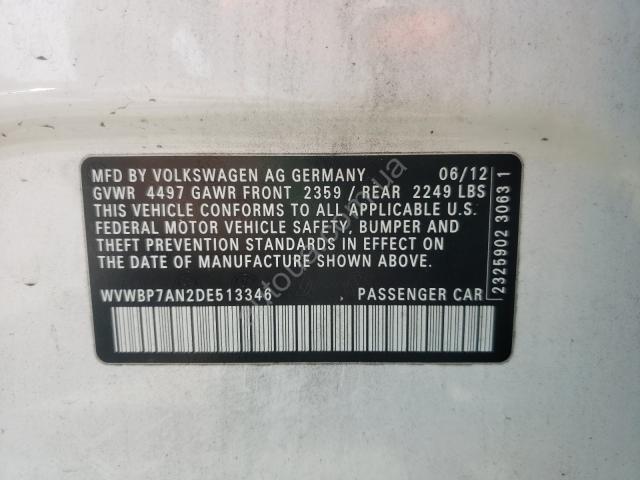 MFD BY VOLKSWAGEN AG GERMANY 06/12
GVWR 4497 GAWR FRONT 2359 / REAR 2249 LBS
THIS VEHICLE CONFORMS TO ALL APPLICABLE U.S.
FEDERAL MOTOR VEHICLE SAFETY, BUMPER AND
THEFT PREVENTION STANDARDS IN EFFECT ON
THE DATE OF MANUFACTURE SHOWN ABOVE.
WVWBP7AN2DE513346 PASSENGER CAR
2325902 3063 1